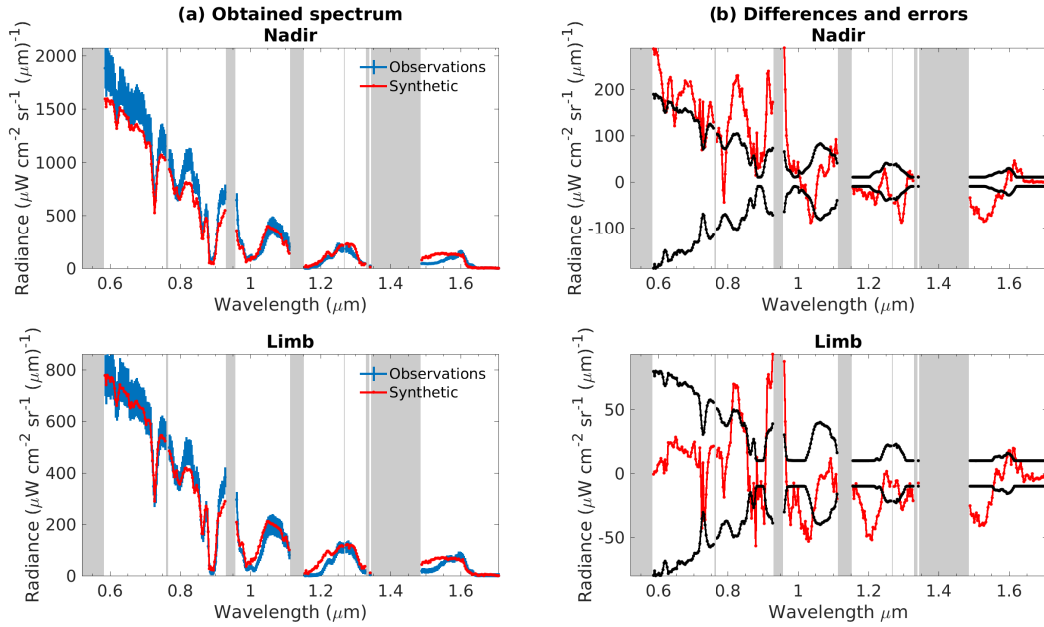 (a) Obtained spectrum
Nadir
Radiance (μW cm-2 sr-1 (μm)-1)
2000
1500
1000
500
0
Observations
Synthetic
0.6 0.8 1 1.2 1.4 1.6
Wavelength (μm)
(b) Differences and errors
Nadir
Radiance (μW cm-2 sr-1 (μm)-1)
200
100
0
-100
0.6 0.8 1 1.2 1.4 1.6
Wavelength (μm)
Limb
Radiance (μW cm-2 sr-1 (μm)-1)
800
600
400
200
0
Observations
Synthetic
0.6 0.8 1 1.2 1.4 1.6
Wavelength (μm)
Limb
Radiance (μW cm-2 sr-1 (μm)-1)
50
0
-50
0.6 0.8 1 1.2 1.4 1.6
Wavelength μm